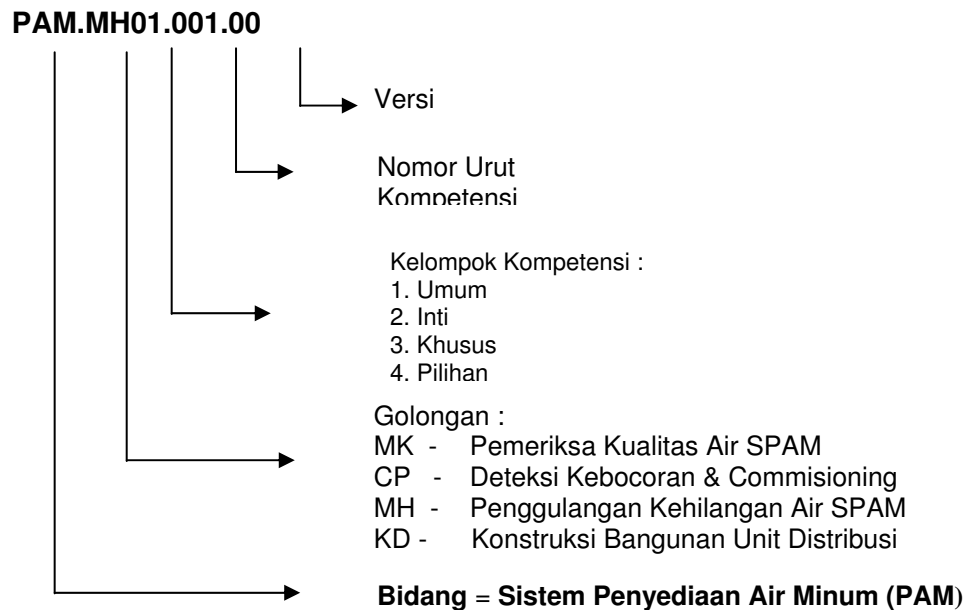 PAM.MH01.001.00
Versi
Nomor Urut
Kompetensi
Kelompok Kompetensi :
1. Umum
2. Inti
3. Khusus
4. Pilihan
Golongan :
MK - Pemeriksa Kualitas Air SPAM
CP - Deteksi Kebocoran & Commisioning
MH - Penggulangan Kehilangan Air SPAM
KD - Konstruksi Bangunan Unit Distribusi
Bidang = Sistem Penyediaan Air Minum (PAM)